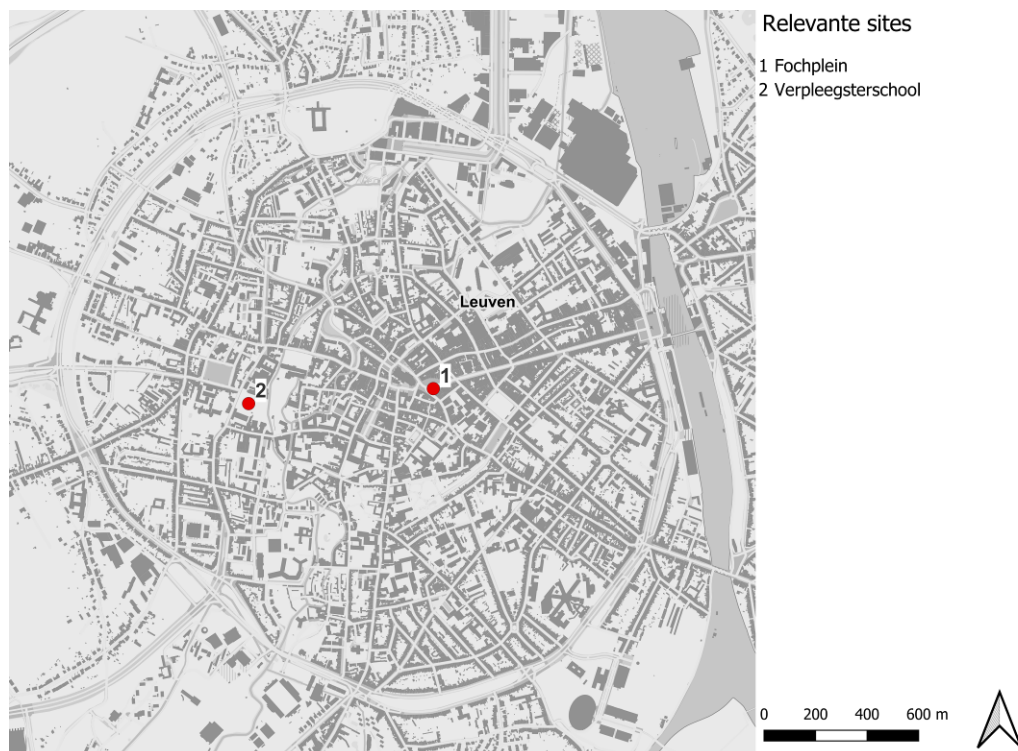 Relevante sites
1 Fochplein
2 Verpleegsterschool
Leuven
1
2
0 200 400 600 m